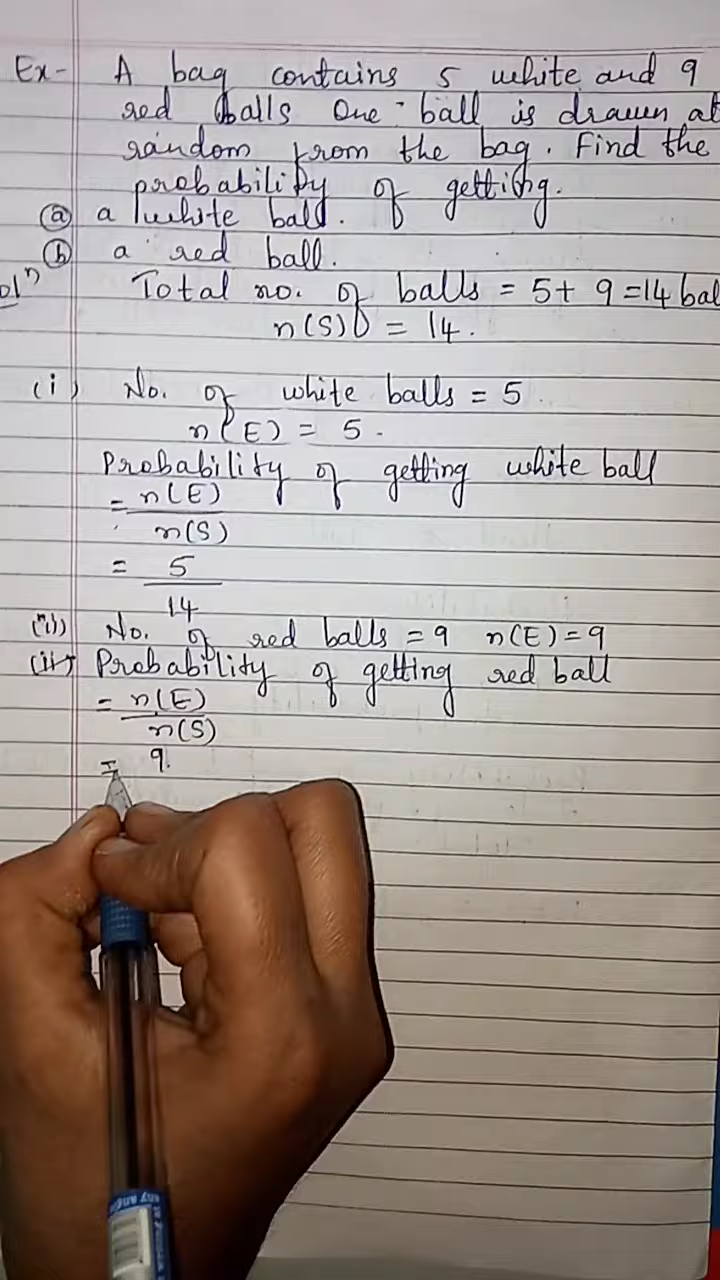 Ex- A bag contains 5 white and 9
red balls One ball is drawn at
random from the bag. Find the
probability of getting.
(a) a white ball.
(b) a red ball.
Solⁿ Total no. of balls = 5+ 9 =14 bal
n(S) = 14.
(i) No. of white balls = 5.
n(E) = 5.
Probability of getting white ball
= n(E)
n(S)
= 5
14
(ii) No. of red balls = 9 n(E)=9
(ii) Probability of getting red ball
= n(E)
n(S)
= 9.